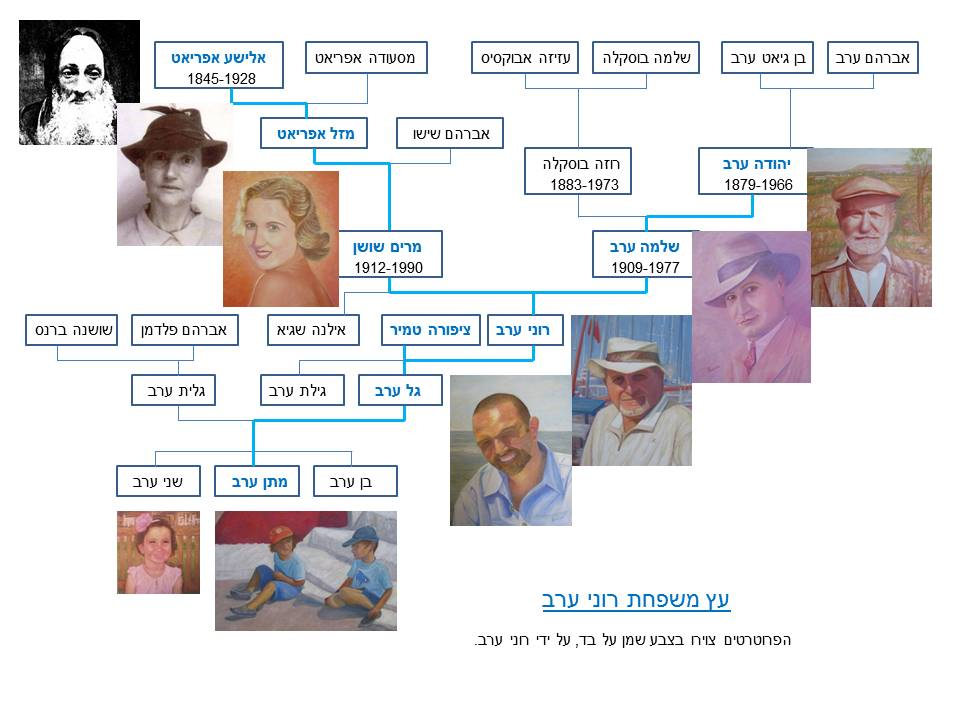 אברהם ערב
בן גיאט ערב
שלמה בוסקלה
עזיזה אבוקסיס
מסעודה אפריאט
אלישע אפריאט
1845-1928
אברהם שישו
מזל אפריאט
יהודה ערב
1879-1966
רוזה בוסקלה
1883-1973
שלמה ערב
1909-1977
מרים שושן
1912-1990
רוני ערב
ציפורה טמיר
אילנה שגיא
אברהם פלדמן
שושנה ברנס
גל ערב
גילת ערב
גלית ערב
בן ערב
מתן ערב
שני ערב
עץ משפחת רוני ערב
הפרוטרטים צוירו בצבע שמן על בד, על ידי רוני ערב.